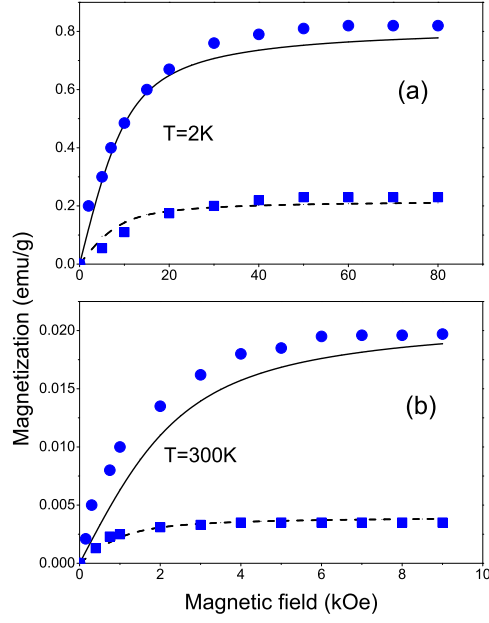 0.8
0.6
0.4
0.2
0.0
(a)
T=2K
0 20 40 60 80
Magnetization (emu/g)
0.020
0.015
0.010
0.005
0.000
(b)
T=300K
0 2 4 6 8 10
Magnetic field (kOe)